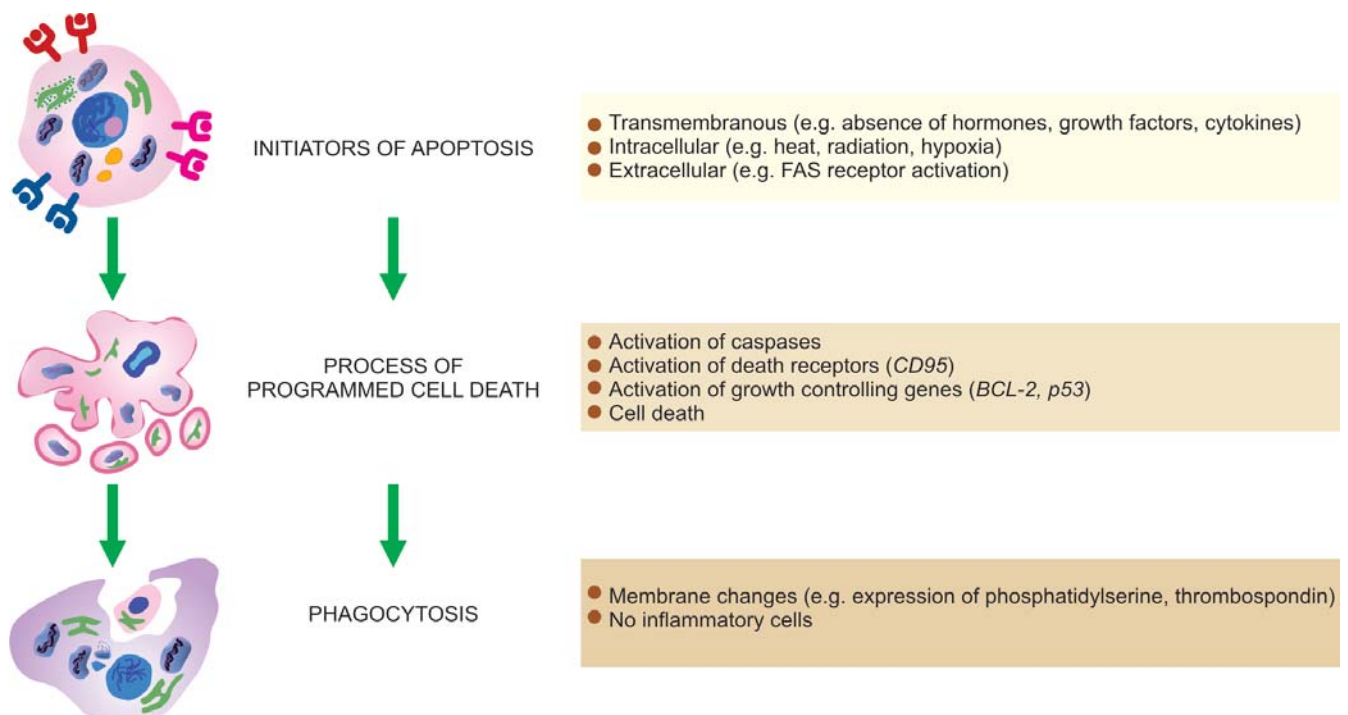 INITIATORS OF APOPTOSIS
● Transmembranous (e.g. absence of hormones, growth factors, cytokines)
● Intracellular (e.g. heat, radiation, hypoxia)
● Extracellular (e.g. FAS receptor activation)
PROCESS OF
PROGRAMMED CELL DEATH
● Activation of caspases
● Activation of death receptors (CD95)
● Activation of growth controlling genes (BCL-2, p53)
● Cell death
PHAGOCYTOSIS
● Membrane changes (e.g. expression of phosphatidylserine, thrombospondin)
● No inflammatory cells